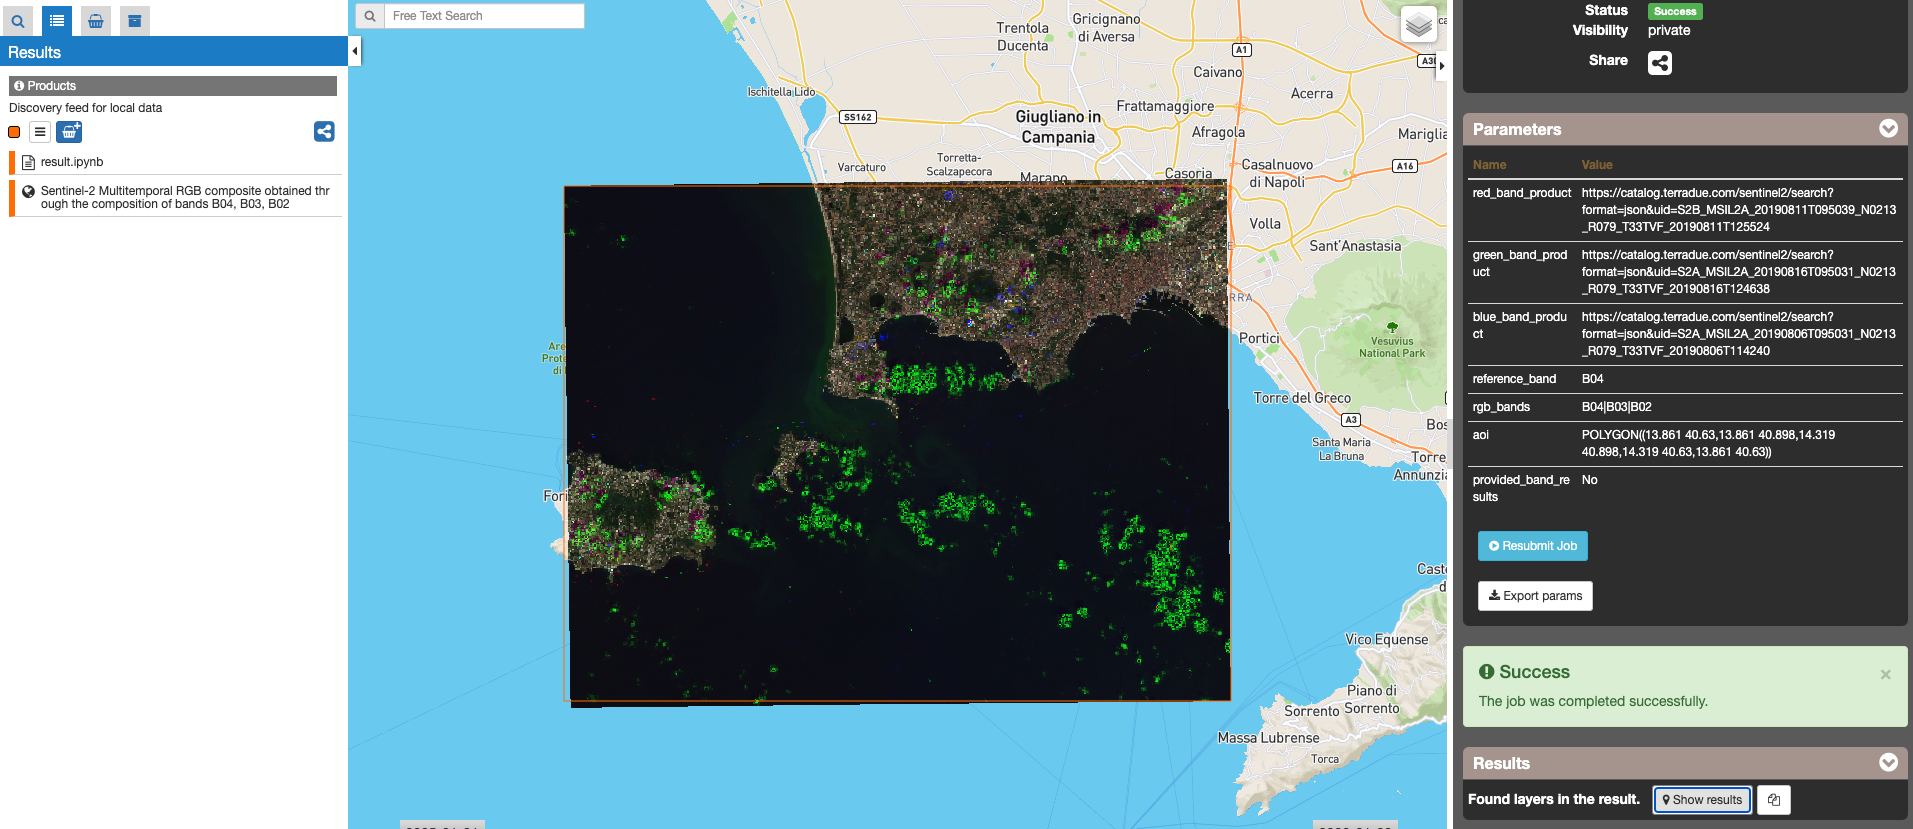 Results
Products
Discovery feed for local data
result.ipynb
Sentinel-2 Multitemporal RGB composite obtained thr
ough the composition of bands B04, B03, B02
Free Text Search
Trentola
Ducenta
Gricignano
di Aversa
A1
Caivano
Ischitella Lido
Acerra
Frattamaggiore
SS162
Giugliano in
Campania
Afragola
Mariglia
Varcaturo
Torretta-
Scalzapecora
Marano
Casoria
Casalnuovo
di Napoli
A16
Volla
Sant'Anastasia
Portici
Vesuvius
National Park
Torre del Greco
A3
Santa Maria
La Bruna
Torre
Annunzia
Vico Equense
Piano di
Sorrento
Sorrento
Massa Lubrense
Torca
Status Success
Visibility private
Share
Parameters
Name Value
red_band_product https://catalog.terradue.com/sentinel2/search?
format=json&uid=S2B_MSIL2A_20190811T095039_N0213
_R079_T33TVF_20190811T125524
green_band_prod https://catalog.terradue.com/sentinel2/search?
uct format=json&uid=S2A_MSIL2A_20190816T095031_N0213
_R079_T33TVF_20190816T124638
blue_band_produ https://catalog.terradue.com/sentinel2/search?
ct format=json&uid=S2A_MSIL2A_20190806T095031_N0213
_R079_T33TVF_20190806T114240
reference_band B04
rgb_bands B04|B03|B02
aoi POLYGON((13.861 40.63,13.861 40.898,14.319
40.898,14.319 40.63,13.861 40.63))
provided_band_re No
sults
Resubmit Job
Export params
Success
The job was completed successfully.
Results
Found layers in the result. Show results